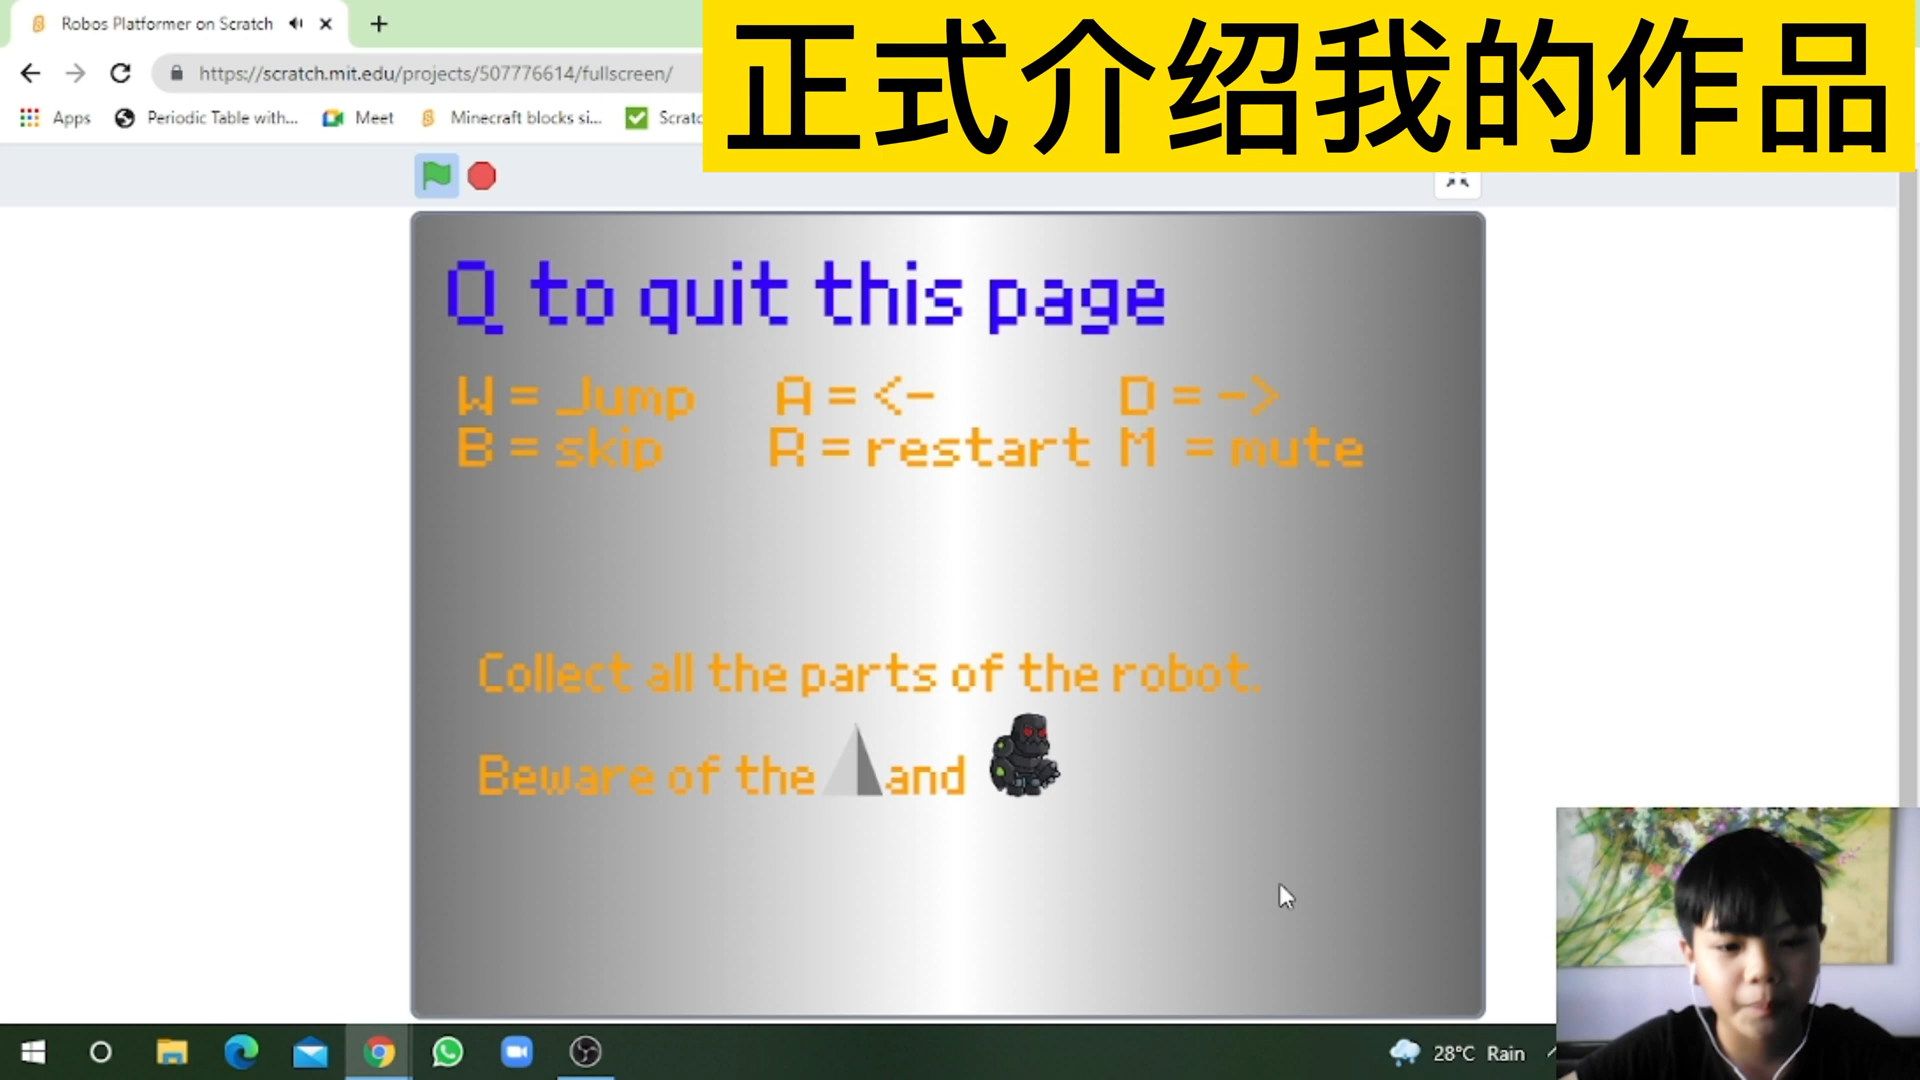 Robos Platformer on Scratch
正式介绍我的作品
https://scratch.mit.edu/projects/507776614/fullscreen/
Apps Periodic Table with... Meet Minecraft blocks si... Scratc
Q to quit this page
W = Jump A = <- D = ->
B = skip R = restart M = mute
Collect all the parts of the robot.
Beware of the and
28°C Rain